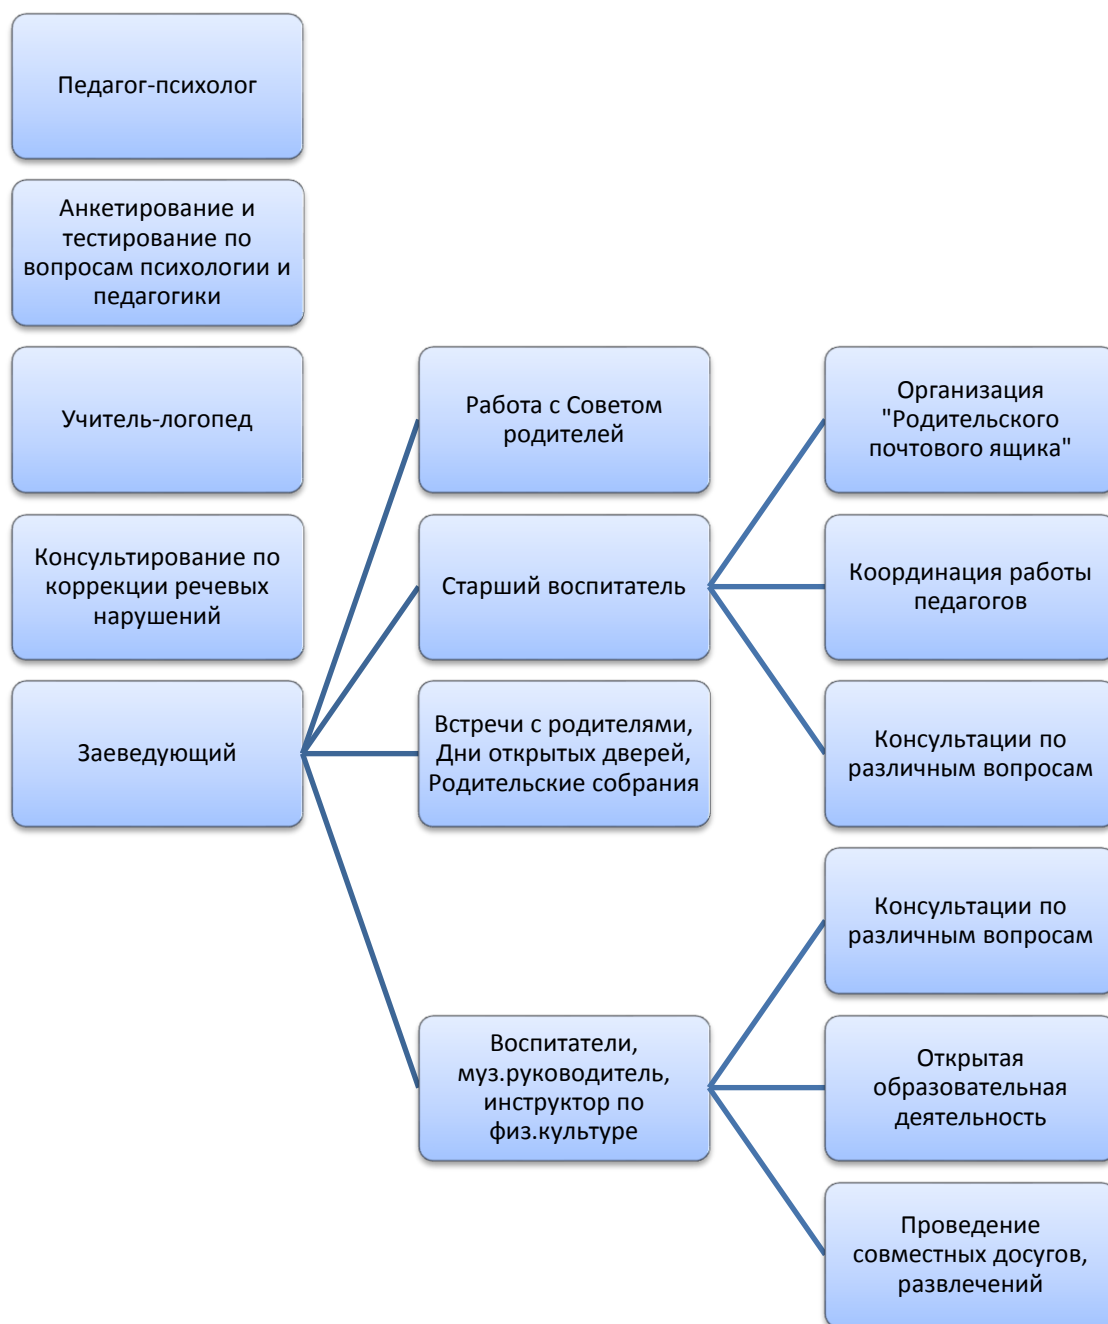 Педагог-психолог
Анкетирование и
тестирование по
вопросам психологии и
педагогики
Учитель-логопед
Консультирование по
коррекции речевых
нарушений
Заеведующий
Работа с Советом
родителей
Старший воспитатель
Встречи с родителями,
Дни открытых дверей,
Родительские собрания
Воспитатели,
муз.руководитель,
инструктор по
физ.культуре
Организация
"Родительского
почтового ящика"
Координация работы
педагогов
Консультации по
различным вопросам
Консультации по
различным вопросам
Открытая
образовательная
деятельность
Проведение
совместных досугов,
развлечений